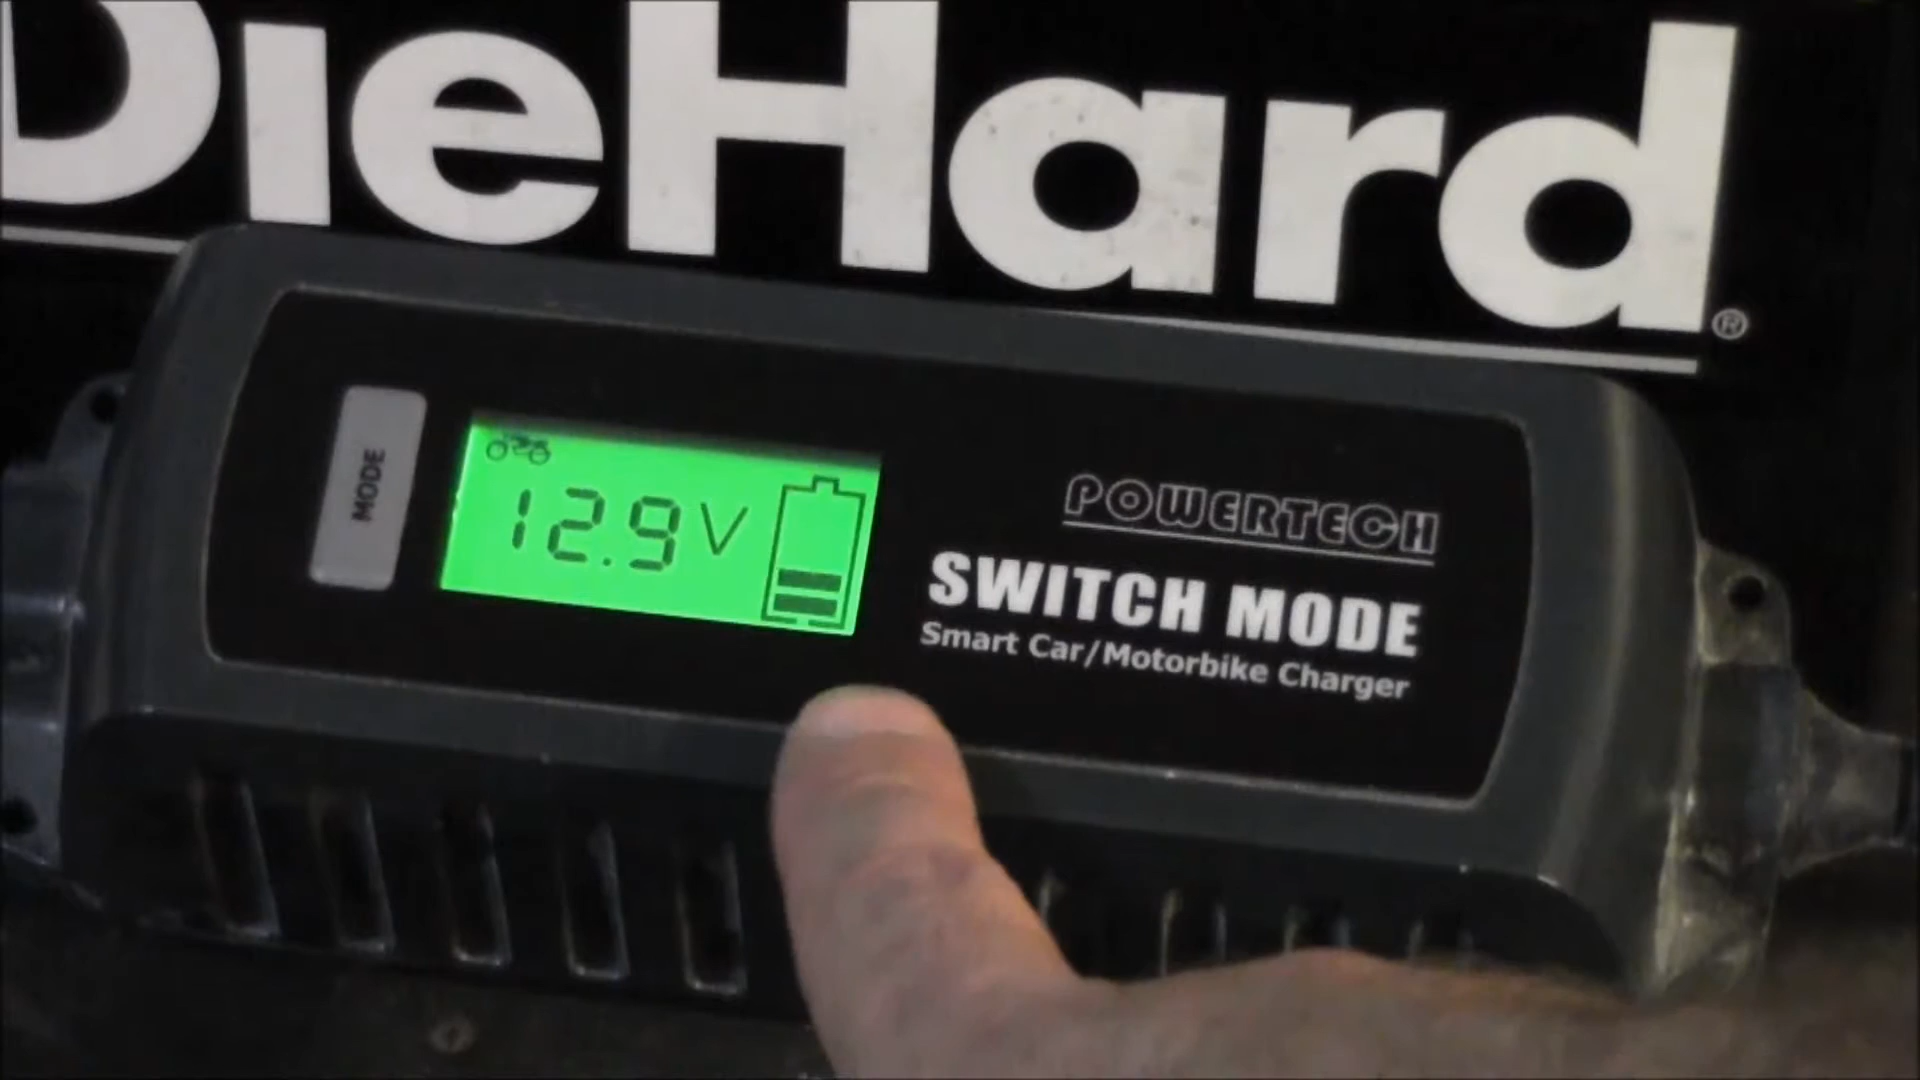 DieHard®
MODE
12.9V
POWERTECH
SWITCH MODE
Smart Car/Motorbike Charger